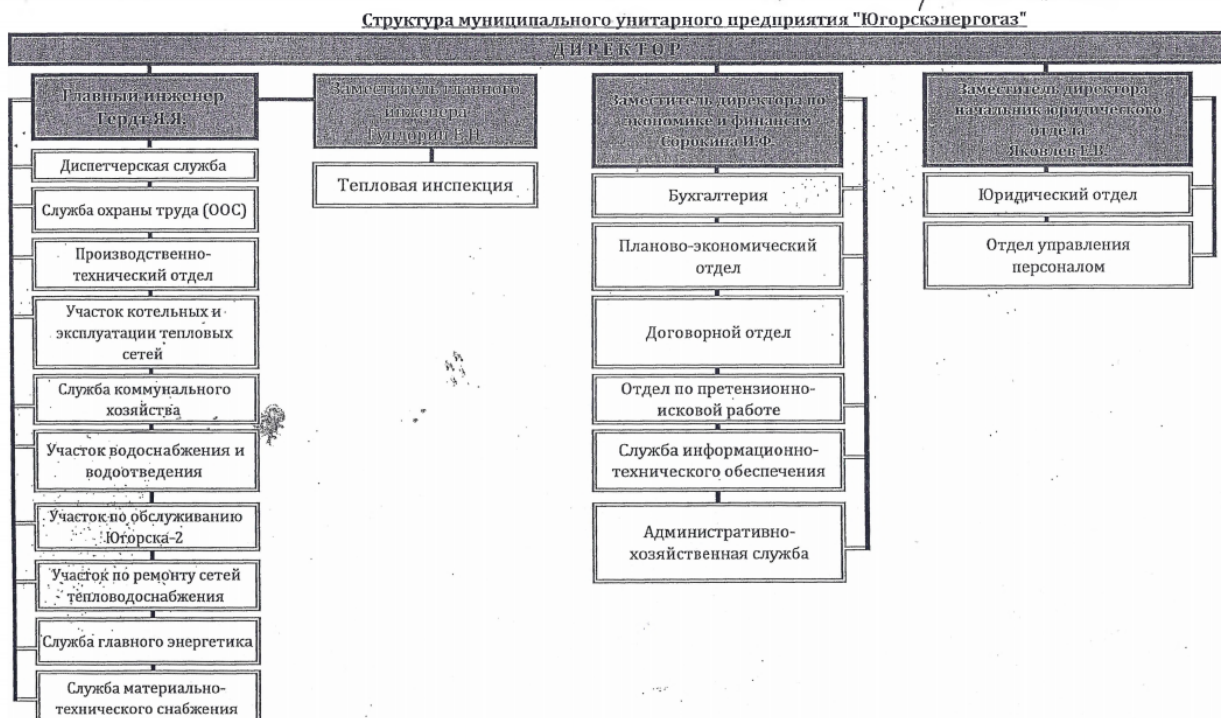 Структура муниципального унитарного предприятия "Югорскэнергогаз"
ДИРЕКТОР
Главный инженер
Гердт Я.Я.
Диспетчерская служба
Служба охраны труда (ООС)
Производственно-
технический отдел
Участок котельных и
эксплуатации тепловых
сетей
Служба коммунального
хозяйства
Участок водоснабжения и
водоотведения
Участок по обслуживанию
Югорска-2
Участок по ремонту сетей
тепловодоснабжения
Служба главного энергетика
Служба материально-
технического снабжения
Заместитель главного
инженера
Тепловая инспекция
Заместитель директора по
экономике и финансам
Сорокина И.Ф.
Бухгалтерия
Планово-экономический
отдел
Договорной отдел
Отдел по претензионно-
исковой работе
Служба информационно-
технического обеспечения
Административно-
хозяйственная служба
Заместитель директора
начальник юридического
отдела
Яковлев Е.В.
Юридический отдел
Отдел управления
персоналом